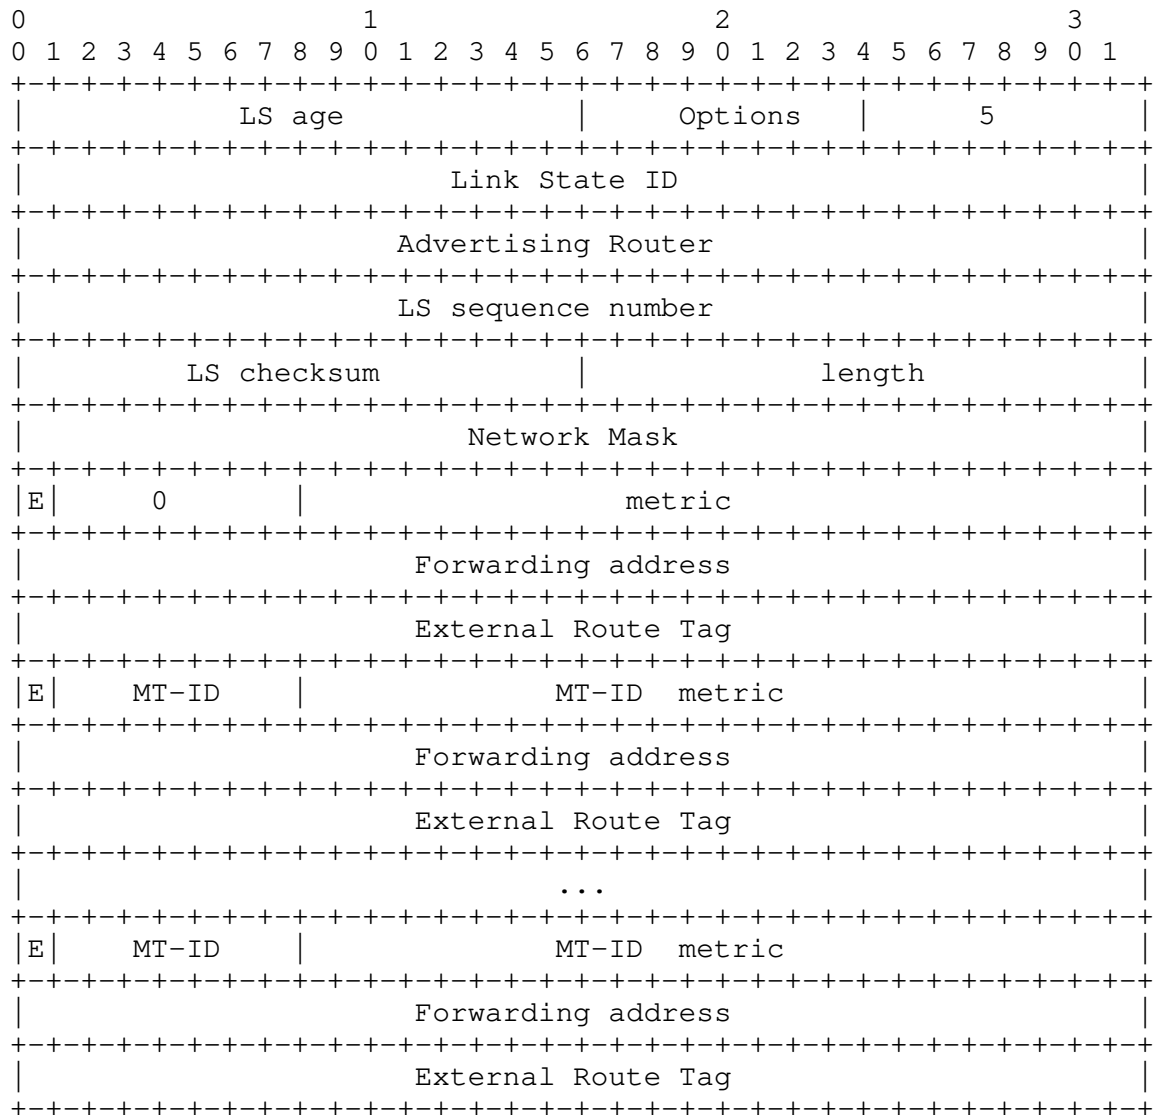 0                   1                   2                   3
0 1 2 3 4 5 6 7 8 9 0 1 2 3 4 5 6 7 8 9 0 1 2 3 4 5 6 7 8 9 0 1
+-+-+-+-+-+-+-+-+-+-+-+-+-+-+-+-+-+-+-+-+-+-+-+-+-+-+-+-+-+-+-+-+
|            LS age             |     Options   |      5        |
+-+-+-+-+-+-+-+-+-+-+-+-+-+-+-+-+-+-+-+-+-+-+-+-+-+-+-+-+-+-+-+-+
|                        Link State ID                          |
+-+-+-+-+-+-+-+-+-+-+-+-+-+-+-+-+-+-+-+-+-+-+-+-+-+-+-+-+-+-+-+-+
|                     Advertising Router                        |
+-+-+-+-+-+-+-+-+-+-+-+-+-+-+-+-+-+-+-+-+-+-+-+-+-+-+-+-+-+-+-+-+
|                     LS sequence number                        |
+-+-+-+-+-+-+-+-+-+-+-+-+-+-+-+-+-+-+-+-+-+-+-+-+-+-+-+-+-+-+-+-+
|         LS checksum           |             length            |
+-+-+-+-+-+-+-+-+-+-+-+-+-+-+-+-+-+-+-+-+-+-+-+-+-+-+-+-+-+-+-+-+
|                         Network Mask                          |
+-+-+-+-+-+-+-+-+-+-+-+-+-+-+-+-+-+-+-+-+-+-+-+-+-+-+-+-+-+-+-+-+
|E|     0       |                  metric                       |
+-+-+-+-+-+-+-+-+-+-+-+-+-+-+-+-+-+-+-+-+-+-+-+-+-+-+-+-+-+-+-+-+
|                      Forwarding address                       |
+-+-+-+-+-+-+-+-+-+-+-+-+-+-+-+-+-+-+-+-+-+-+-+-+-+-+-+-+-+-+-+-+
|                      External Route Tag                       |
+-+-+-+-+-+-+-+-+-+-+-+-+-+-+-+-+-+-+-+-+-+-+-+-+-+-+-+-+-+-+-+-+
|E|    MT-ID    |              MT-ID  metric                    |
+-+-+-+-+-+-+-+-+-+-+-+-+-+-+-+-+-+-+-+-+-+-+-+-+-+-+-+-+-+-+-+-+
|                      Forwarding address                       |
+-+-+-+-+-+-+-+-+-+-+-+-+-+-+-+-+-+-+-+-+-+-+-+-+-+-+-+-+-+-+-+-+
|                      External Route Tag                       |
+-+-+-+-+-+-+-+-+-+-+-+-+-+-+-+-+-+-+-+-+-+-+-+-+-+-+-+-+-+-+-+-+
|                              ...                              |
+-+-+-+-+-+-+-+-+-+-+-+-+-+-+-+-+-+-+-+-+-+-+-+-+-+-+-+-+-+-+-+-+
|E|    MT-ID    |              MT-ID  metric                    |
+-+-+-+-+-+-+-+-+-+-+-+-+-+-+-+-+-+-+-+-+-+-+-+-+-+-+-+-+-+-+-+-+
|                      Forwarding address                       |
+-+-+-+-+-+-+-+-+-+-+-+-+-+-+-+-+-+-+-+-+-+-+-+-+-+-+-+-+-+-+-+-+
|                      External Route Tag                       |
+-+-+-+-+-+-+-+-+-+-+-+-+-+-+-+-+-+-+-+-+-+-+-+-+-+-+-+-+-+-+-+-+